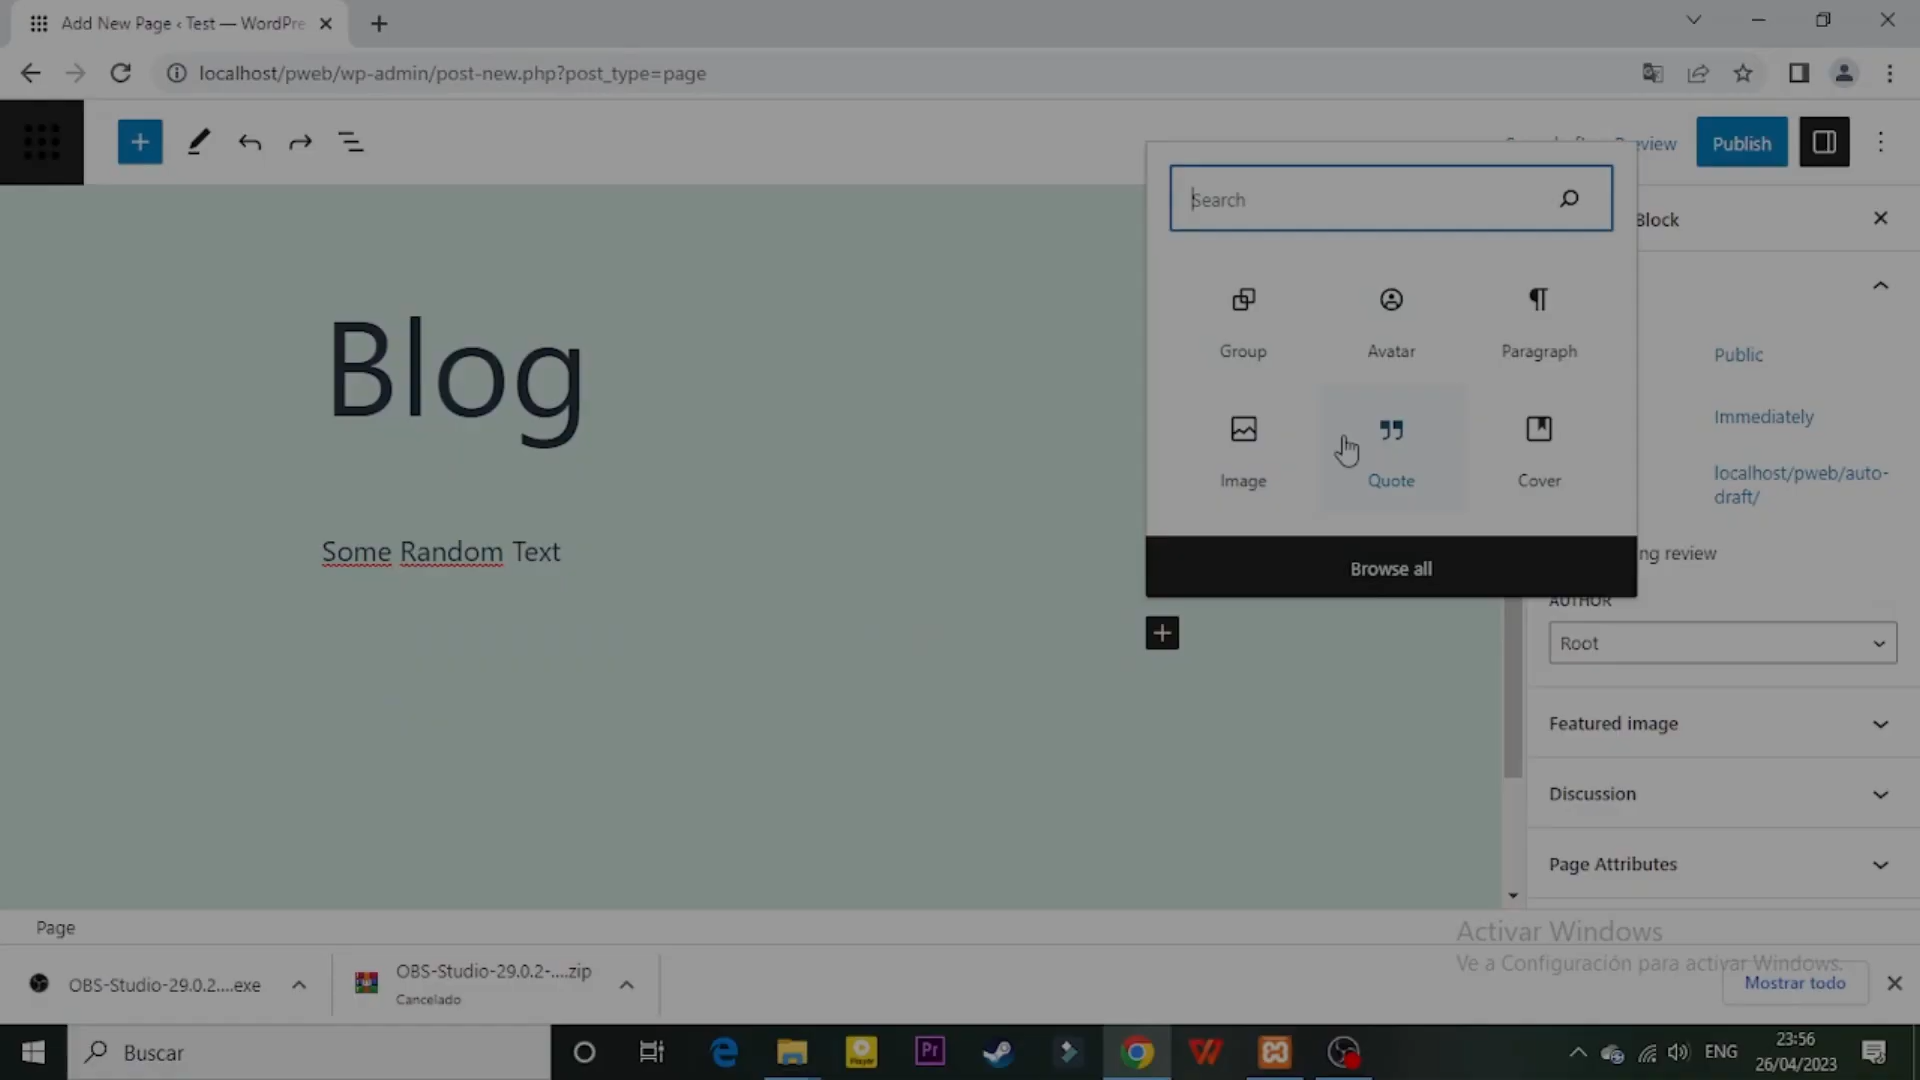 Add New Page ‹ Test — WordPre
localhost/pweb/wp-admin/post-new.php?post_type=page
Preview
Publish
Search
Block
Group
Avatar
Paragraph
Public
Blog
Immediately
Image
Quote
Cover
localhost/pweb/auto-
draft/
Some Random Text
Browse all
ng review
AUTHOR
Root
Featured image
Discussion
Page Attributes
Page
Activar Windows
Ve a Configuración para activar Windows.
OBS-Studio-29.0.2....exe
OBS-Studio-29.0.2-....zip
Cancelado
Mostrar todo
Buscar
Player
Pr
ENG
23:56
26/04/2023